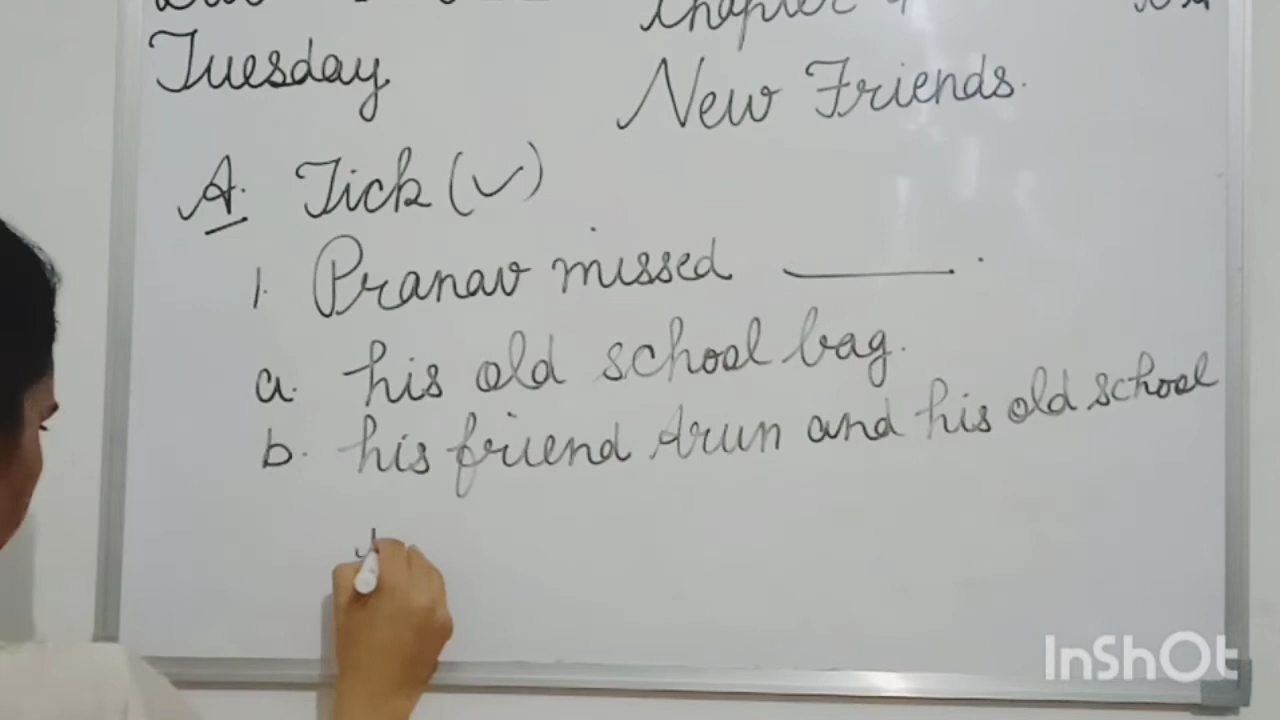 Chapter
Tuesday
New Friends.
A. Tick (✓)
1. Pranav missed ______.
a. his old school bag.
b. his friend Arun and his old school
InShOt